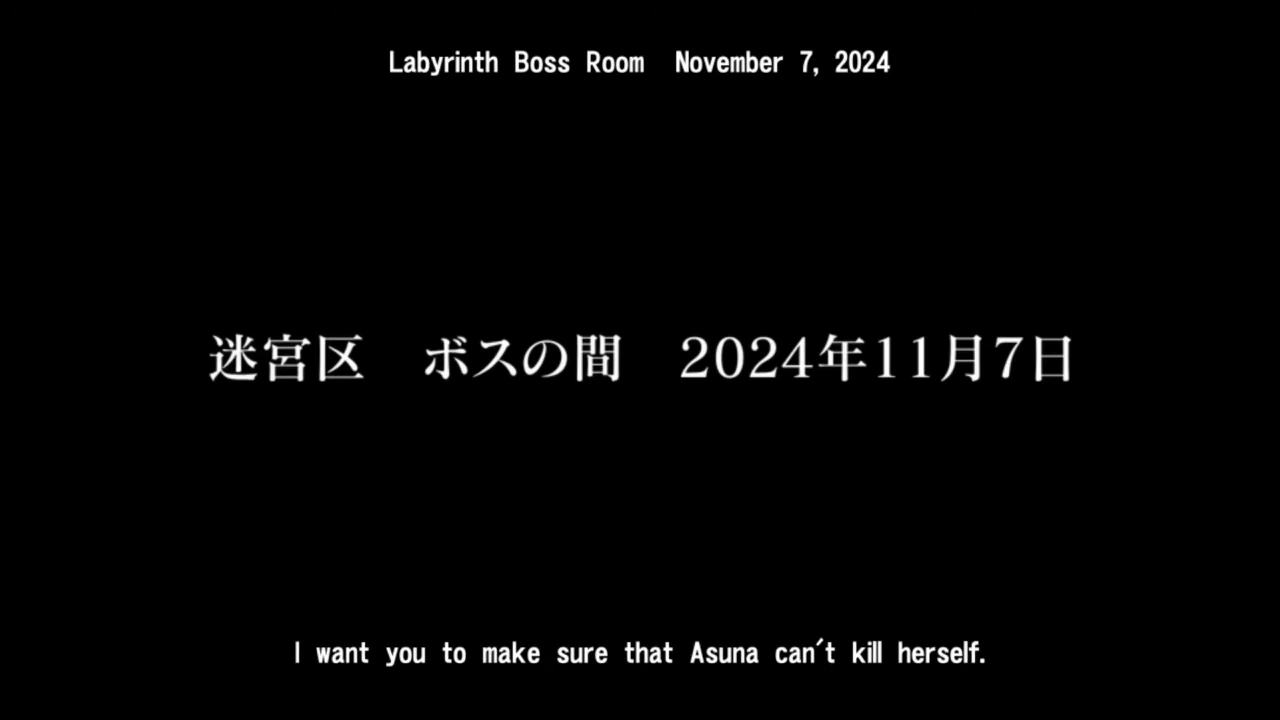 Labyrinth Boss Room  November 7, 2024
迷宮区　ボスの間　2024年11月7日
I want you to make sure that Asuna can't kill herself.